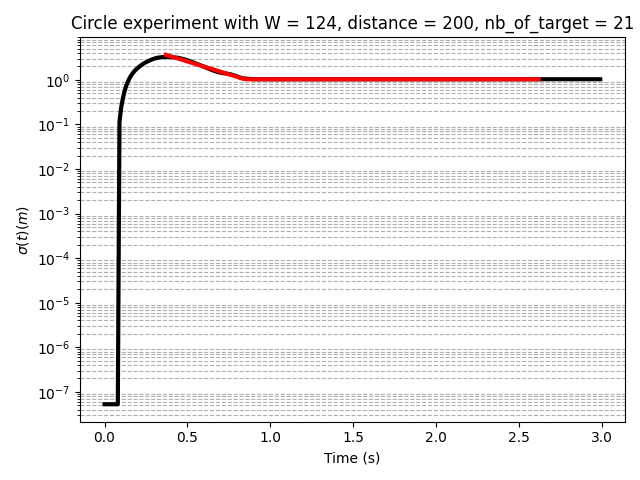 Circle experiment with W = 124, distance = 200, nb_of_target = 21
10⁰
10⁻¹
10⁻²
10⁻³
10⁻⁴
10⁻⁵
10⁻⁶
10⁻⁷
σ(t)(m)
0.0 0.5 1.0 1.5 2.0 2.5 3.0
Time (s)